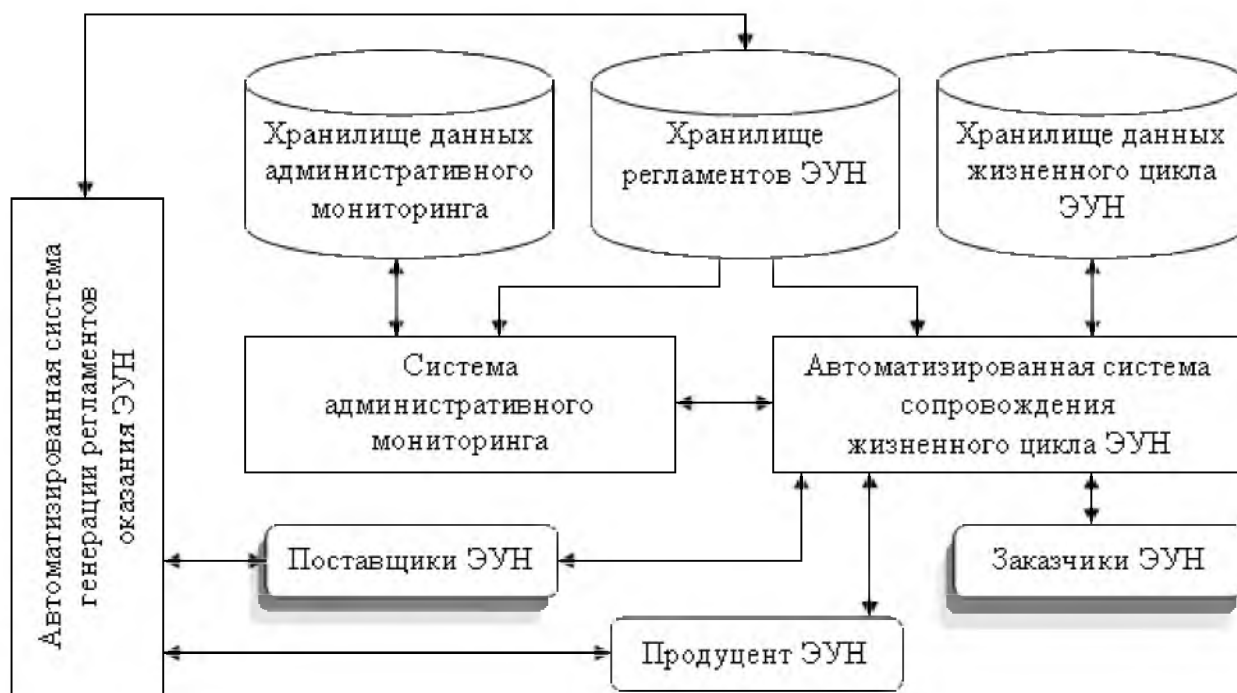 Хранилище данных
административного
мониторинга
Хранилище
регламентов ЭУН
Хранилище данных
жизненного цикла
ЭУН
Автоматизированная система
генерации регламентов
оказания ЭУН
Система
административного
мониторинга
Автоматизированная система
сопровождения
жизненного цикла ЭУН
Поставщики ЭУН
Заказчики ЭУН
Продуцент ЭУН